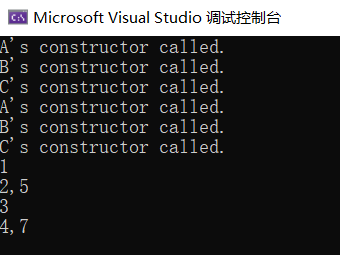 Microsoft Visual Studio 调试控制台
A's constructor called.
B's constructor called.
C's constructor called.
A's constructor called.
B's constructor called.
C's constructor called.
1
2,5
3
4,7